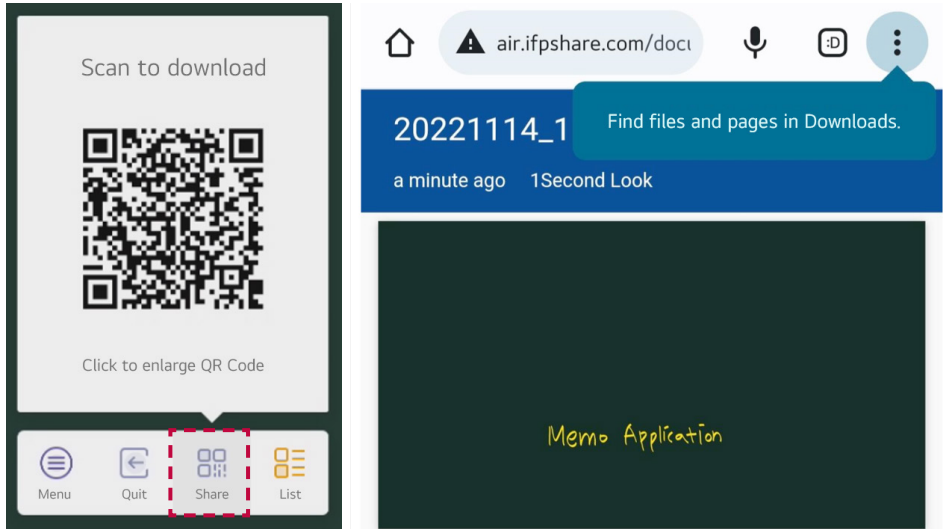 Scan to download
Click to enlarge QR Code
Menu
Quit
Share
List
air.ifpshare.com/docu
:D
Find files and pages in Downloads.
20221114_1
a minute ago 1Second Look
Memo Application